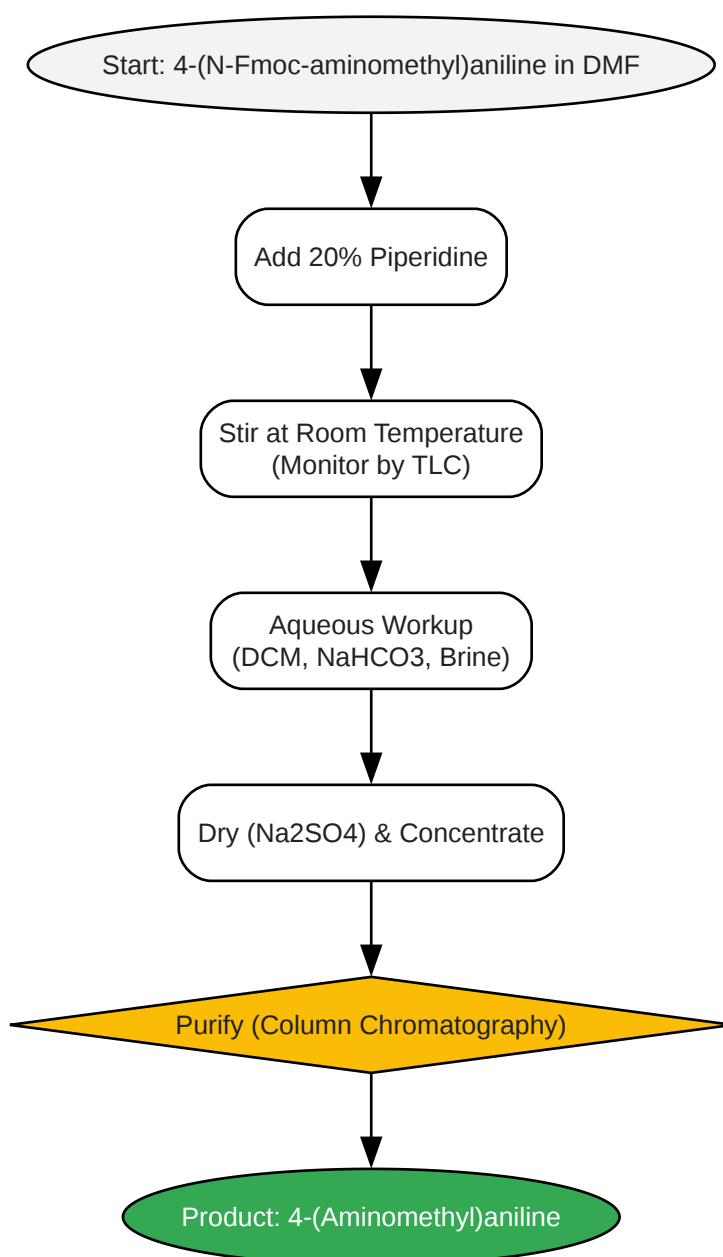 Start: 4-(N-Fmoc-aminomethyl)aniline in DMF
Add 20% Piperidine
Stir at Room Temperature
(Monitor by TLC)
Aqueous Workup
(DCM, NaHCO3, Brine)
Dry (Na2SO4) & Concentrate
Purify (Column Chromatography)
Product: 4-(Aminomethyl)aniline